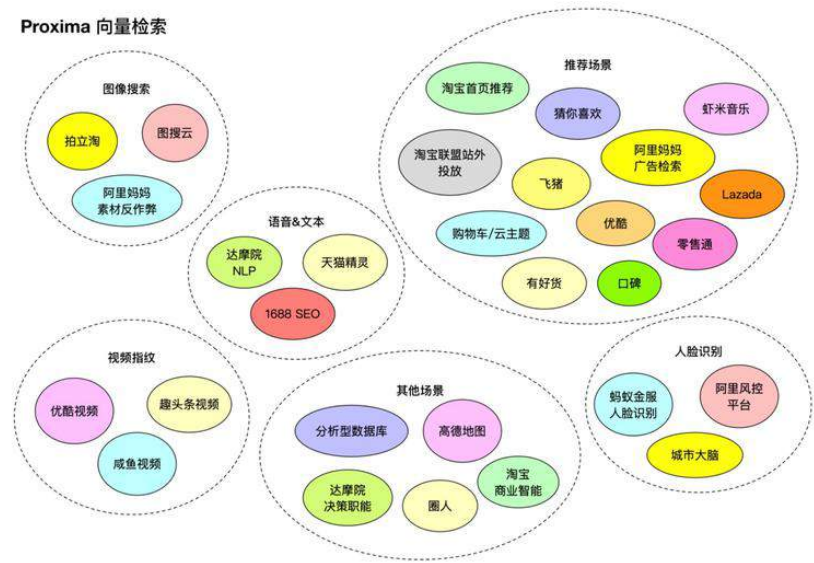 Proxima 向量检索
图像搜索
拍立淘
图搜云
阿里妈妈
素材反作弊
推荐场景
淘宝首页推荐
猜你喜欢
虾米音乐
淘宝联盟站外
投放
阿里妈妈
广告检索
飞猪
Lazada
购物车/云主题
优酷
零售通
有好货
口碑
语音&文本
达摩院
NLP
天猫精灵
1688 SEO
视频指纹
优酷视频
趣头条视频
咸鱼视频
其他场景
分析型数据库
高德地图
淘宝
商业智能
达摩院
决策职能
圈人
人脸识别
蚂蚁金服
人脸识别
阿里风控
平台
城市大脑